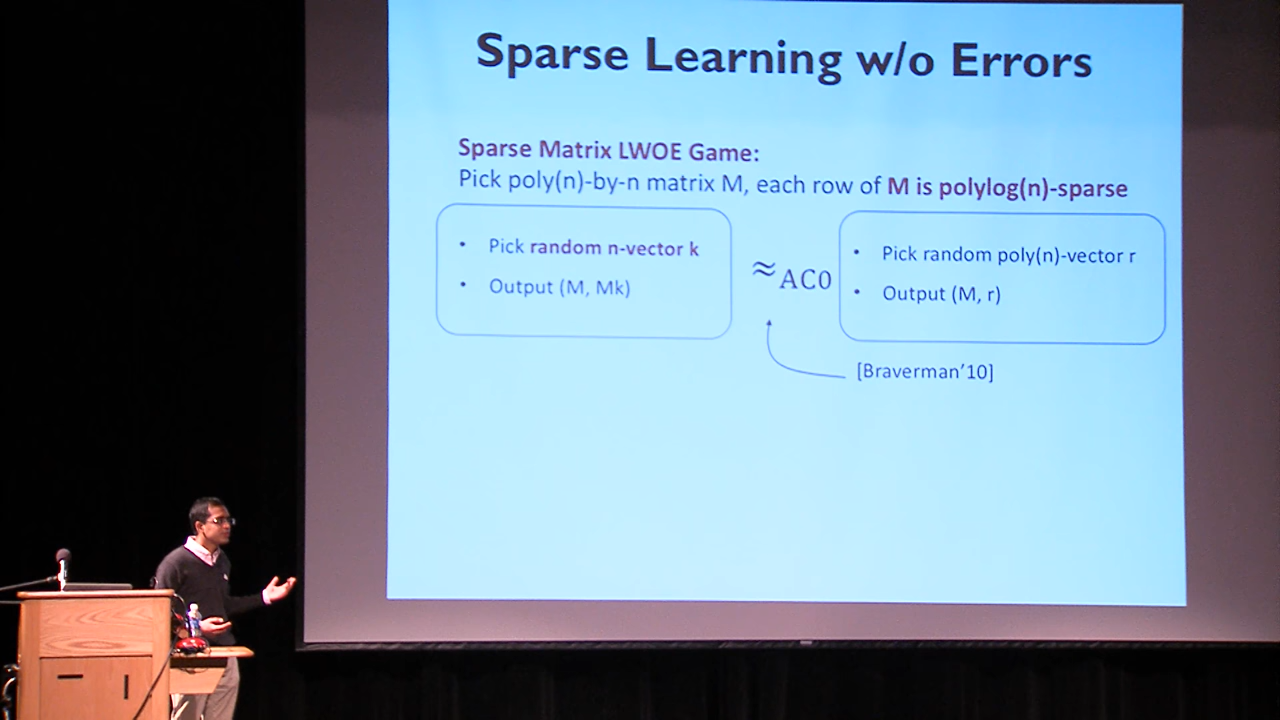 Sparse Learning w/o Errors
Sparse Matrix LWOE Game:
Pick poly(n)-by-n matrix M, each row of M is polylog(n)-sparse
• Pick random n-vector k
• Output (M, Mk)
≈AC0
• Pick random poly(n)-vector r
• Output (M, r)
[Braverman'10]